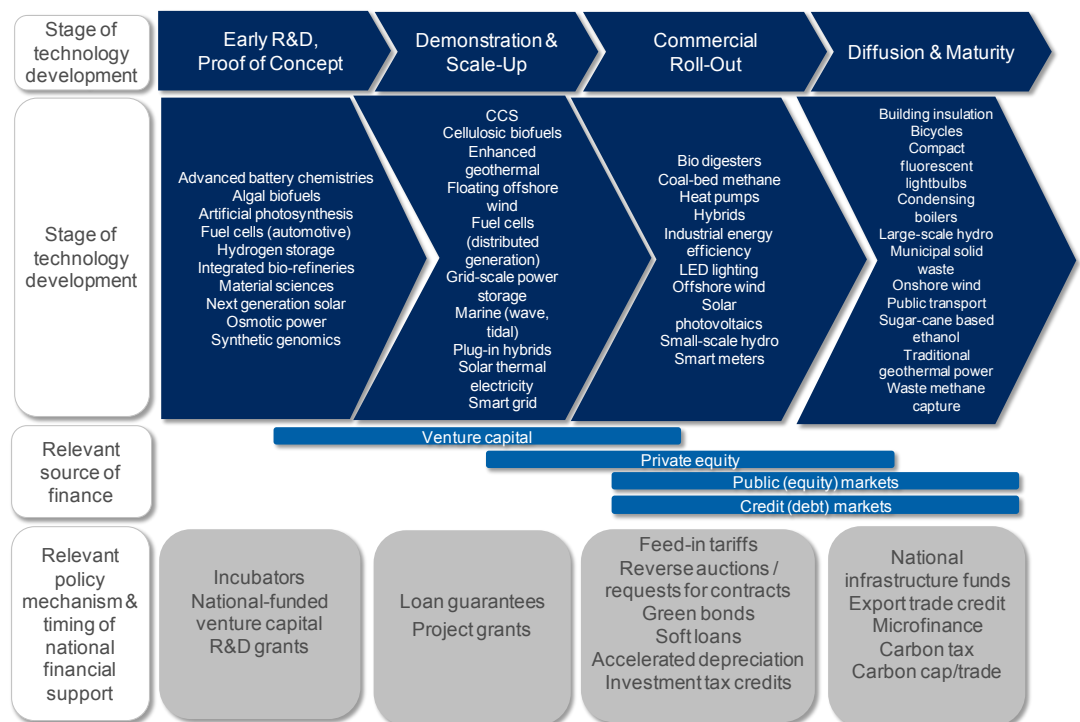 Stage of
technology
development
Early R&D,
Proof of Concept
Demonstration &
Scale-Up
Commercial
Roll-Out
Diffusion & Maturity
Stage of
technology
development
Advanced battery chemistries
Algal biofuels
Artificial photosynthesis
Fuel cells (automotive)
Hydrogen storage
Integrated bio-refineries
Material sciences
Next generation solar
Osmotic power
Synthetic genomics
CCS
Cellulosic biofuels
Enhanced
geothermal
Floating offshore
wind
Fuel cells
(distributed
generation)
Grid-scale power
storage
Marine (wave,
tidal)
Plug-in hybrids
Solar thermal
electricity
Smart grid
Bio digesters
Coal-bed methane
Heat pumps
Hybrids
Industrial energy
efficiency
LED lighting
Offshore wind
Solar
photovoltaics
Small-scale hydro
Smart meters
Building insulation
Bicycles
Compact
fluorescent
lightbulbs
Condensing
boilers
Large-scale hydro
Municipal solid
waste
Onshore wind
Public transport
Sugar-cane based
ethanol
Traditional
geothermal power
Waste methane
capture
Relevant
source of
finance
Venture capital
Private equity
Public (equity) markets
Credit (debt) markets
Relevant
policy
mechanism &
timing of
national
financial
support
Incubators
National-funded
venture capital
R&D grants
Loan guarantees
Project grants
Feed-in tariffs
Reverse auctions /
requests for contracts
Green bonds
Soft loans
Accelerated depreciation
Investment tax credits
National
infrastructure funds
Export trade credit
Microfinance
Carbon tax
Carbon cap/trade